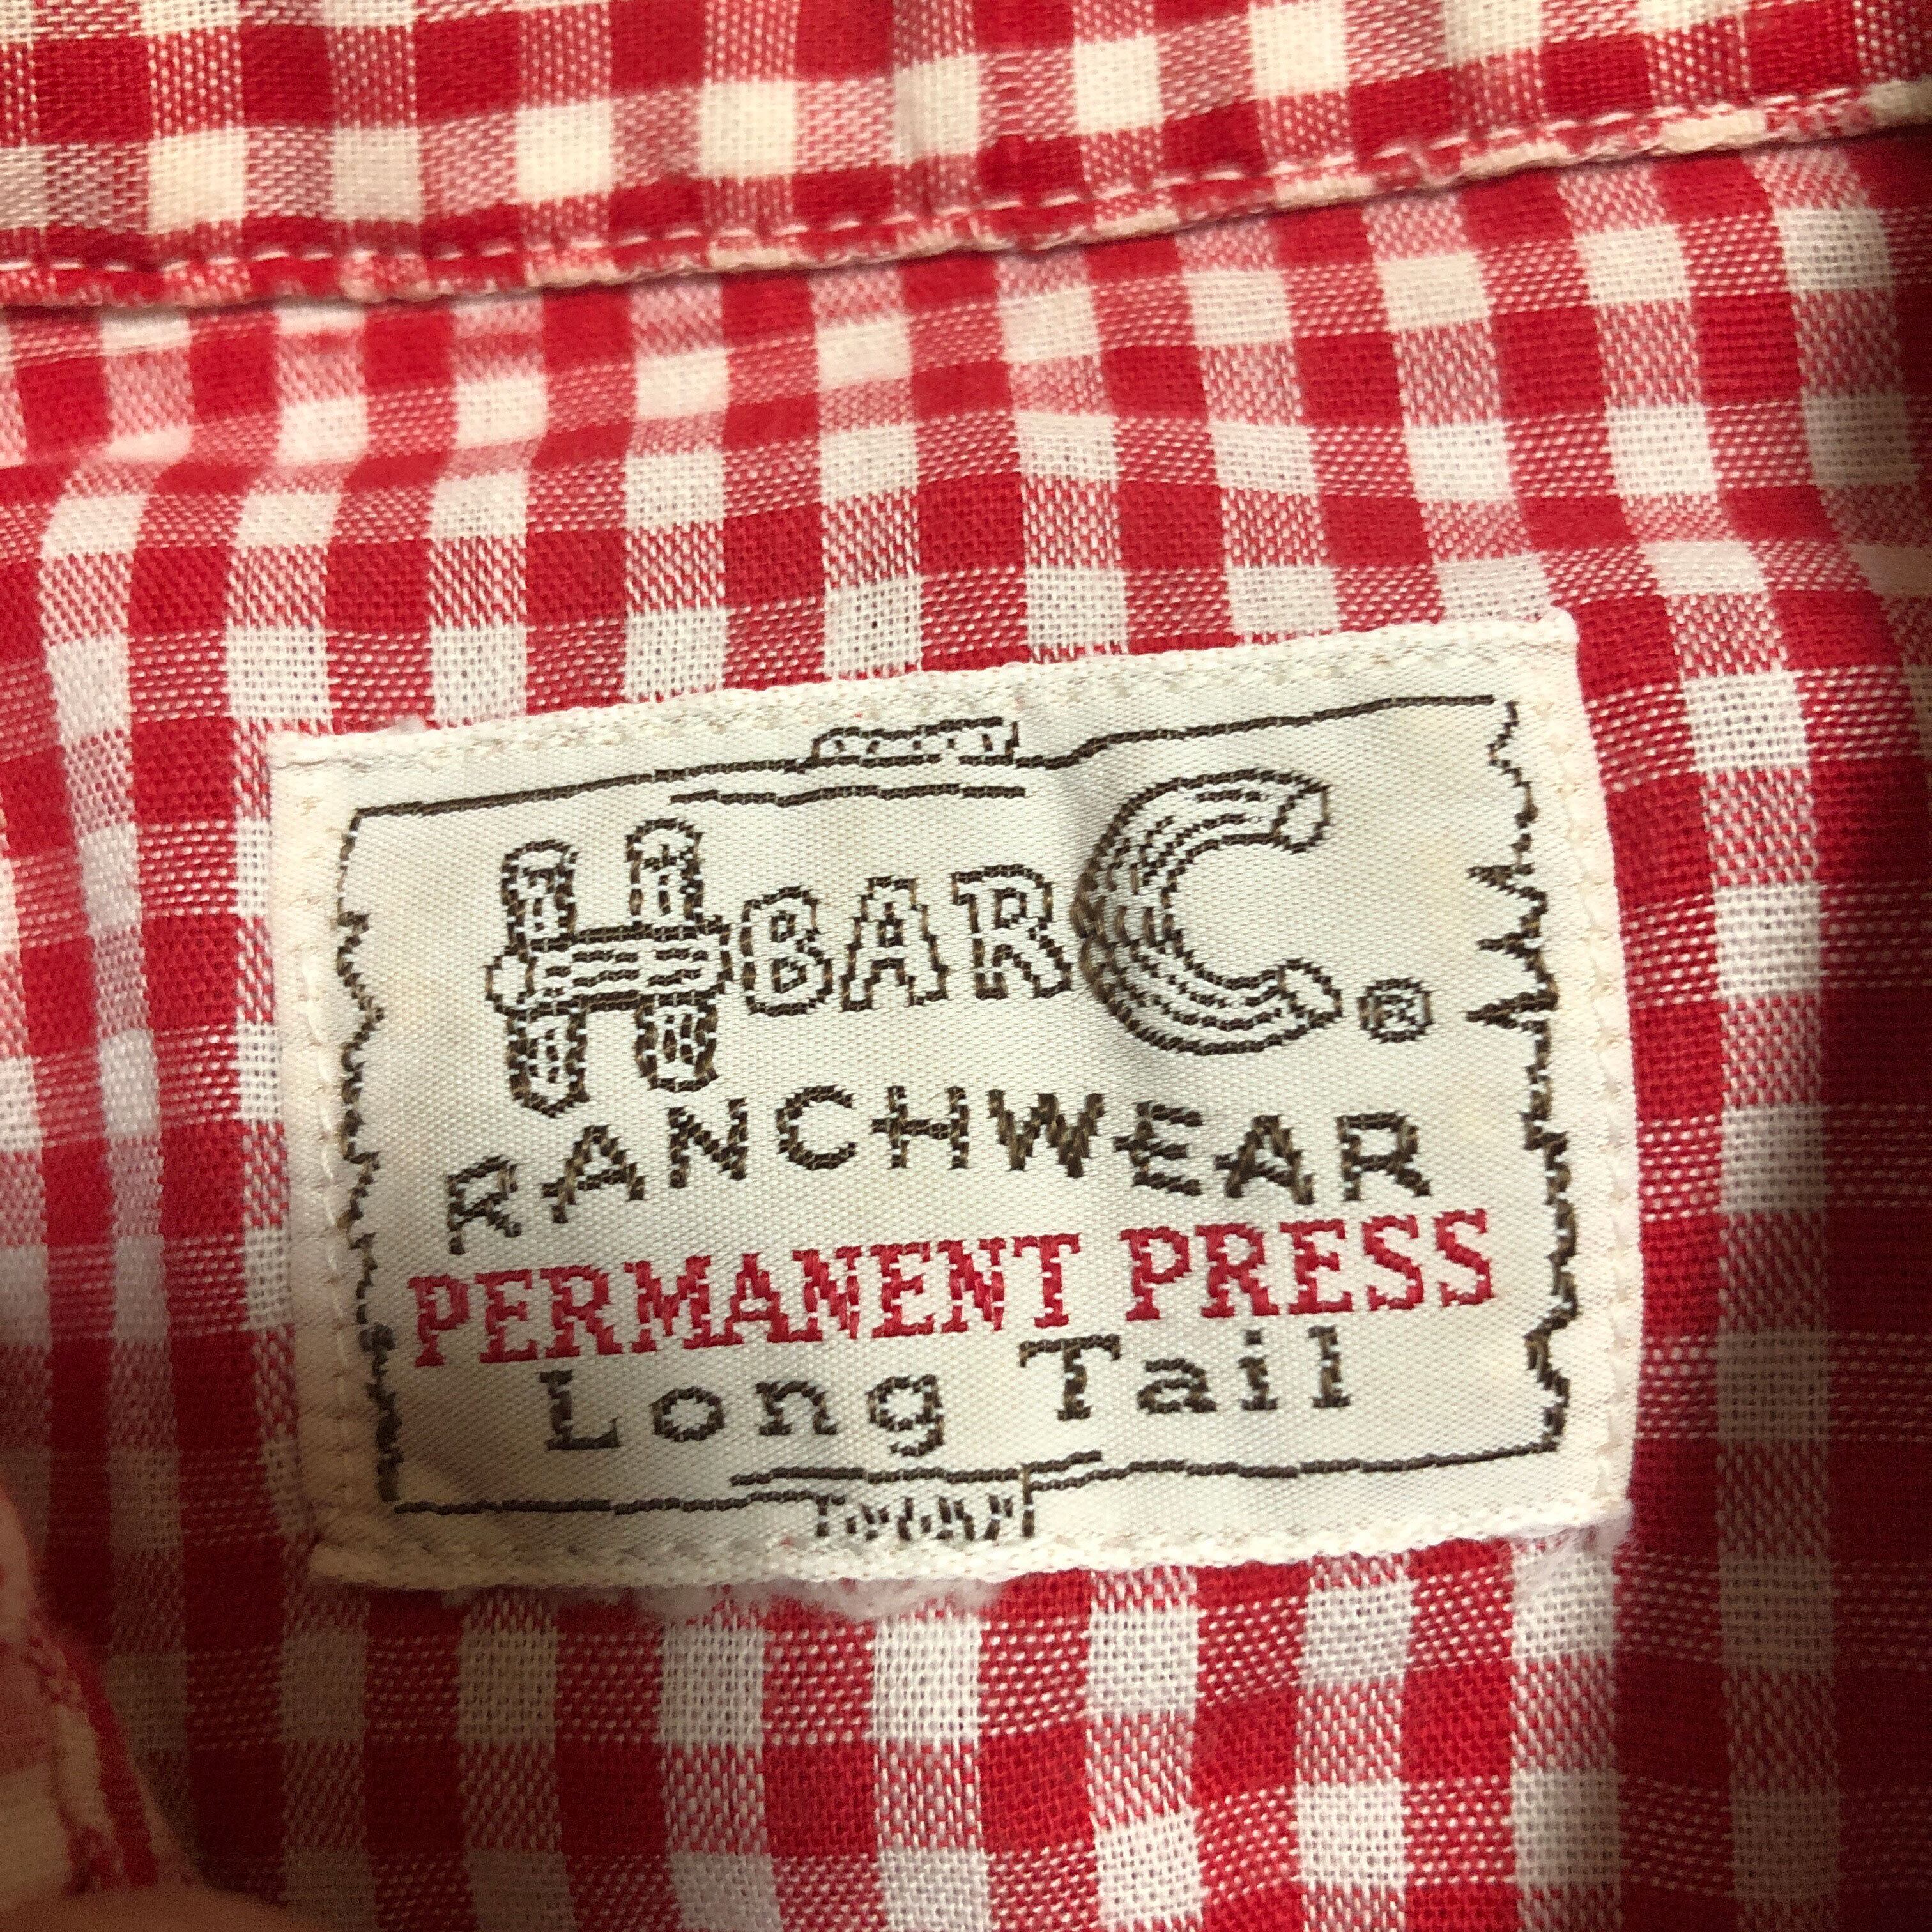 H BAR C. ®
RANCHWEAR
PERMANENT PRESS
Long Tail